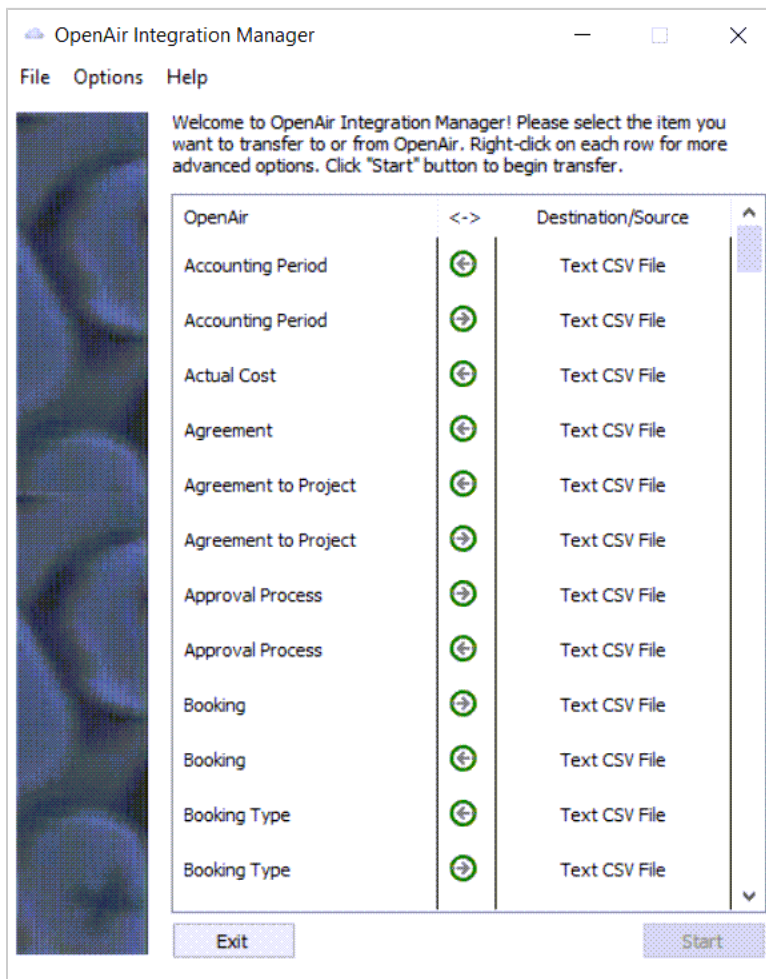 OpenAir Integration Manager
File Options Help
Welcome to OpenAir Integration Manager! Please select the item you
want to transfer to or from OpenAir. Right-click on each row for more
advanced options. Click "Start" button to begin transfer.
OpenAir <-> Destination/Source
Accounting Period Text CSV File
Accounting Period Text CSV File
Actual Cost Text CSV File
Agreement Text CSV File
Agreement to Project Text CSV File
Agreement to Project Text CSV File
Approval Process Text CSV File
Approval Process Text CSV File
Booking Text CSV File
Booking Text CSV File
Booking Type Text CSV File
Booking Type Text CSV File
Exit Start